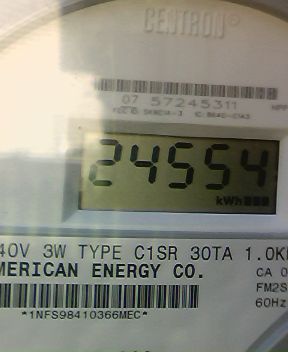 CENTRON®
07 57245311
24554
kWh
40V 3W TYPE C1SR 30TA 1.0K
MERICAN ENERGY CO.
CA 0
FM2S
60Hz
*1NFS98410366MEC*